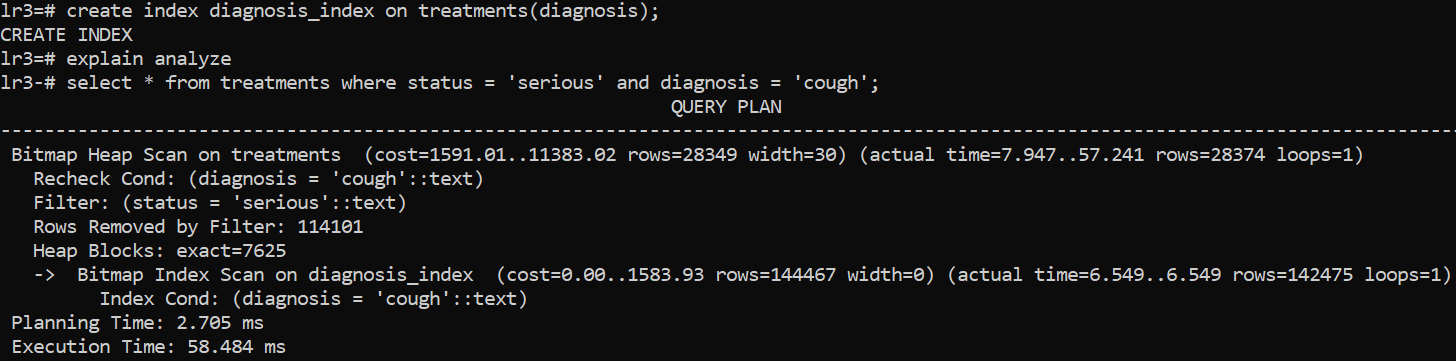 lr3=# create index diagnosis_index on treatments(diagnosis);
CREATE INDEX
lr3=# explain analyze
lr3-# select * from treatments where status = 'serious' and diagnosis = 'cough';
QUERY PLAN
--------------------------------------------------------------------------------------------------------------------------------------
Bitmap Heap Scan on treatments  (cost=1591.01..11383.02 rows=28349 width=30) (actual time=7.947..57.241 rows=28374 loops=1)
  Recheck Cond: (diagnosis = 'cough'::text)
  Filter: (status = 'serious'::text)
  Rows Removed by Filter: 114101
  Heap Blocks: exact=7625
  ->  Bitmap Index Scan on diagnosis_index  (cost=0.00..1583.93 rows=144467 width=0) (actual time=6.549..6.549 rows=142475 loops=1)
        Index Cond: (diagnosis = 'cough'::text)
Planning Time: 2.705 ms
Execution Time: 58.484 ms